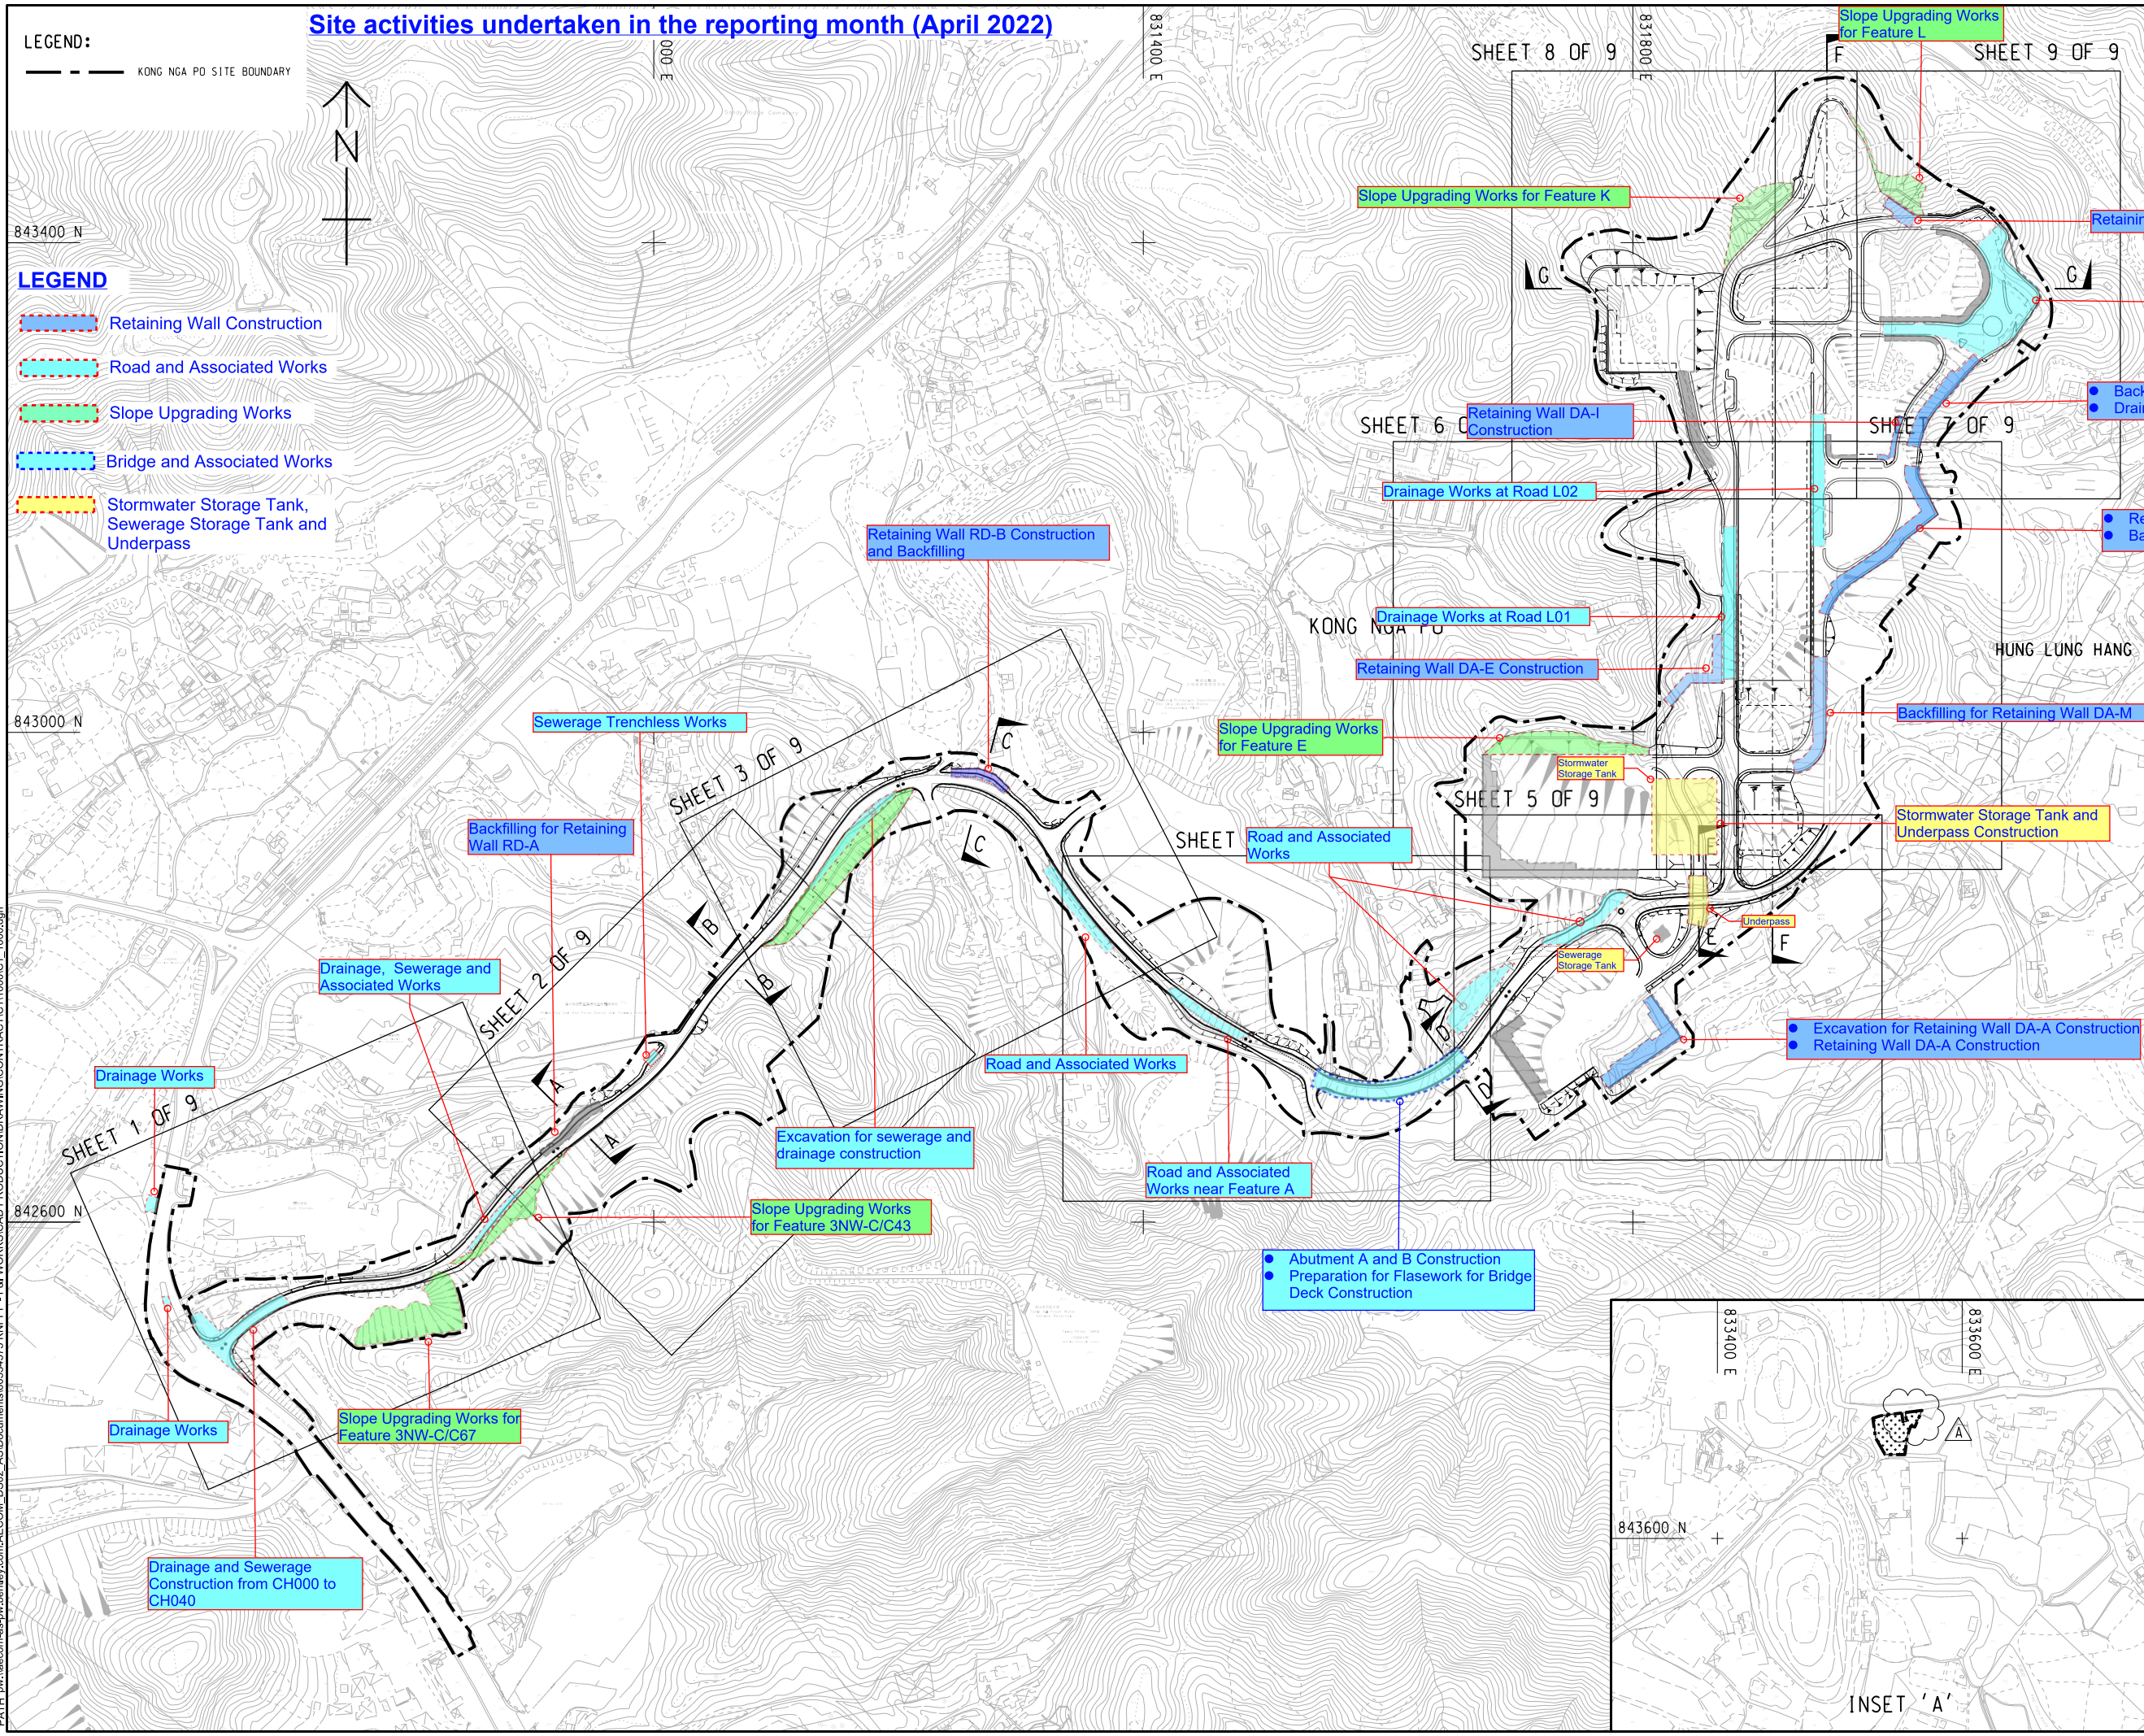 Site activities undertaken in the reporting month (April 2022)
LEGEND:
KONG NGA PO SITE BOUNDARY
N
000 E
831400 E
831800 E
SHEET 8 OF 9
SHEET 9 OF 9
F
Slope Upgrading Works
for Feature L
Slope Upgrading Works for Feature K
843400 N
G
G
LEGEND
Retaining Wall Construction
Road and Associated Works
Slope Upgrading Works
Bridge and Associated Works
Stormwater Storage Tank,
Sewerage Storage Tank and
Underpass
Retaining Wall DA-I
Construction
SHEET 6 O
SHEET 7 OF 9
Drainage Works at Road L02
Retaining Wall RD-B Construction
and Backfilling
Drainage Works at Road L01
KONG NGA PO
HUNG LUNG HANG
Retaining Wall DA-E Construction
843000 N
Sewerage Trenchless Works
Backfilling for Retaining Wall DA-M
Slope Upgrading Works
for Feature E
C
SHEET 3 OF 9
Stormwater
Storage Tank
SHEET 5 OF 9
Stormwater Storage Tank and
Underpass Construction
Backfilling for Retaining
Wall RD-A
C
SHEET
Road and Associated
Works
B
Underpass
E
F
Sewerage
Storage Tank
SHEET 2 OF 9
Drainage, Sewerage and
Associated Works
B
D
Excavation for Retaining Wall DA-A Construction
Retaining Wall DA-A Construction
Road and Associated Works
Drainage Works
A
D
SHEET 1 OF 9
A
Excavation for sewerage and
drainage construction
Road and Associated
Works near Feature A
842600 N
Slope Upgrading Works
for Feature 3NW-C/C43
Abutment A and B Construction
Preparation for Flasework for Bridge
Deck Construction
833400 E
833600 E
Drainage Works
Slope Upgrading Works for
Feature 3NW-C/C67
A
843600 N
Drainage and Sewerage
Construction from CH000 to
CH040
INSET 'A'